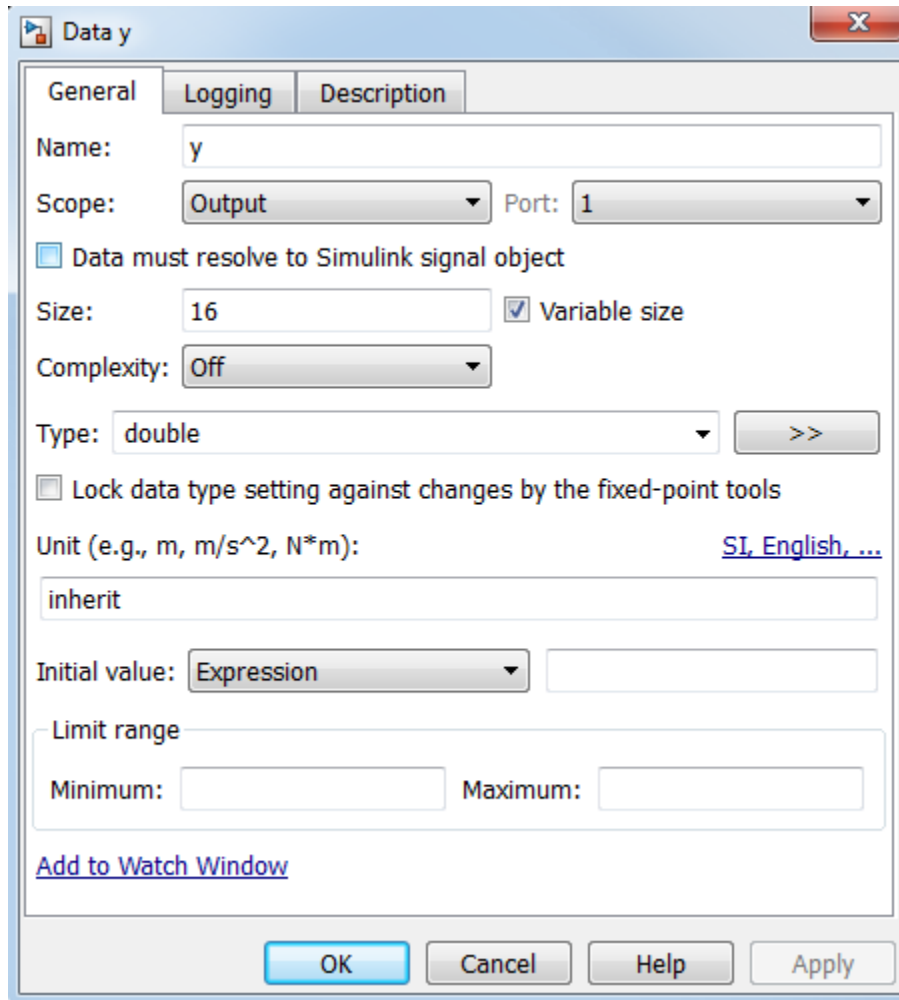 Data y
General Logging Description
Name: y
Scope: Output Port: 1
Data must resolve to Simulink signal object
Size: 16 Variable size
Complexity: Off
Type: double >>
Lock data type setting against changes by the fixed-point tools
Unit (e.g., m, m/s^2, N*m): SI, English, ...
inherit
Initial value: Expression
Limit range
Minimum: Maximum:
Add to Watch Window
OK Cancel Help Apply